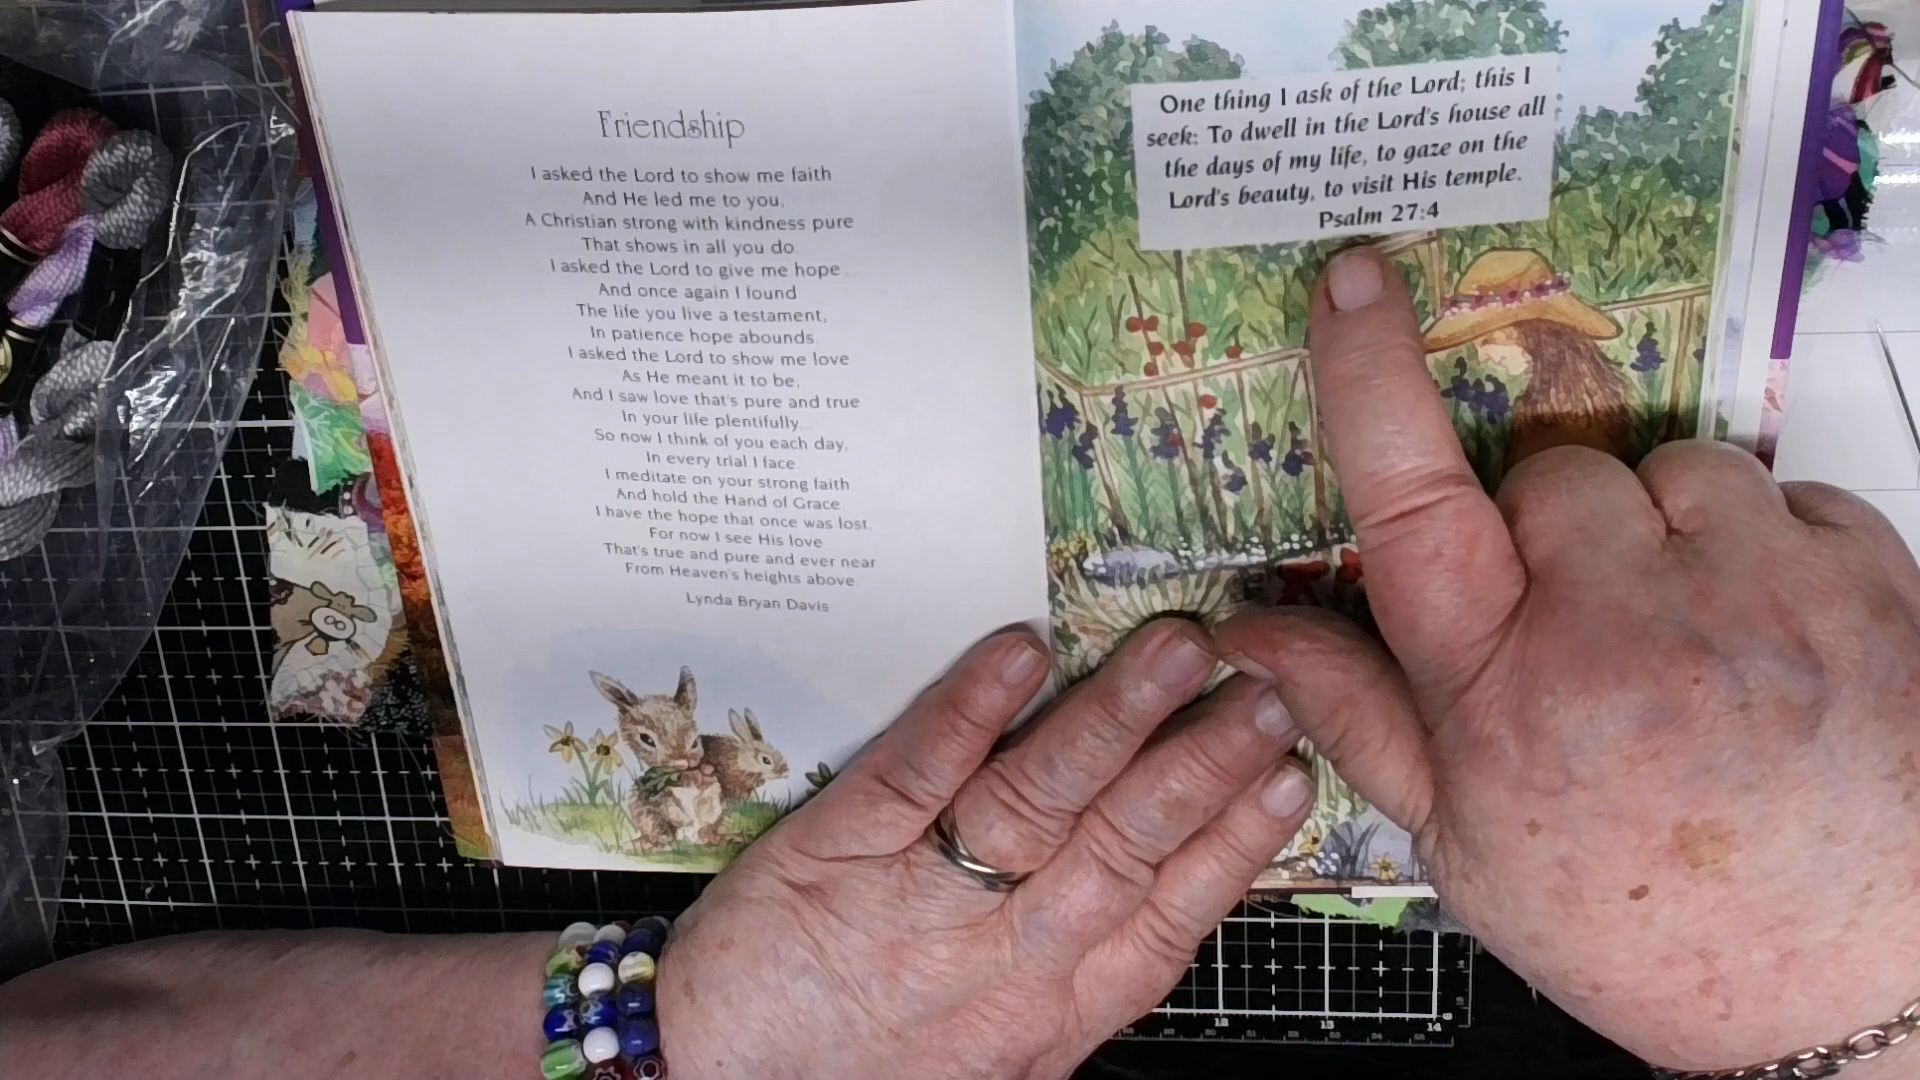 Friendship
I asked the Lord to show me faith
And He led me to you,
A Christian strong with kindness pure
That shows in all you do.
I asked the Lord to give me hope
And once again I found
The life you live a testament,
In patience hope abounds.
I asked the Lord to show me love
As He meant it to be,
And I saw love that's pure and true
In your life plentifully...
So now I think of you each day,
In every trial I face.
I meditate on your strong faith
And hold the Hand of Grace.
I have the hope that once was lost,
For now I see His love
That's true and pure and ever near
From Heaven's heights above.
Lynda Bryan Davis
One thing I ask of the Lord; this I
seek: To dwell in the Lord's house all
the days of my life, to gaze on the
Lord's beauty, to visit His temple.
Psalm 27:4
12 13 14